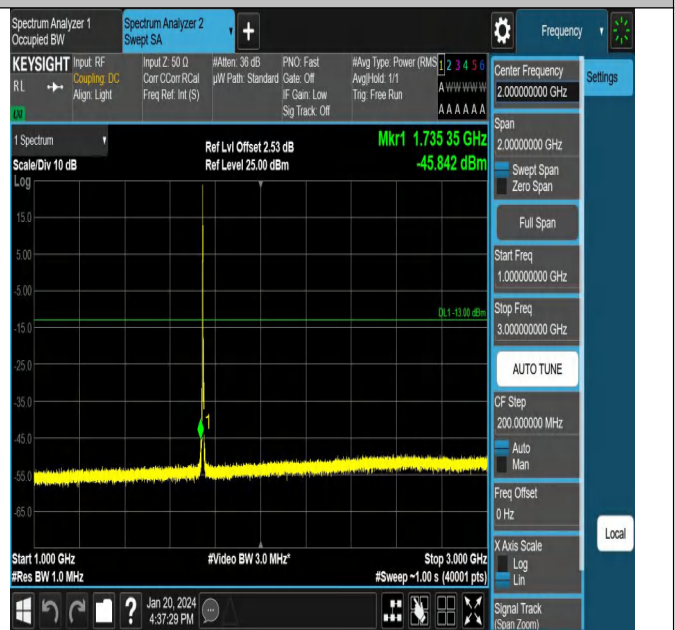 Spectrum Analyzer 1
Occupied BW
Spectrum Analyzer 2
Swept SA
Frequency
KEYSIGHT
RL
Input: RF
Coupling: DC
Align: Light
Input Z: 50 Ω
Corr CCorr RCal
Freq Ref: Int (S)
#Atten: 36 dB
µW Path: Standard
PNO: Fast
Gate: Off
IF Gain: Low
Sig Track: Off
#Avg Type: Power (RMS
Avg|Hold: 1/1
Trig: Free Run
1 2 3 4 5 6
A W W W W W
A A A A A A
LXI
1 Spectrum
Scale/Div 10 dB
Ref Lvl Offset 2.53 dB
Ref Level 25.00 dBm
Mkr1 1.735 35 GHz
-45.842 dBm
Log
15.0
5.00
-5.00
DL1 -13.00 dBm
-15.0
-25.0
-35.0
1
-45.0
-55.0
-65.0
Start 1.000 GHz
#Video BW 3.0 MHz*
Stop 3.000 GHz
#Res BW 1.0 MHz
#Sweep ~1.00 s (40001 pts)
Center Frequency
2.000000000 GHz
Settings
Span
2.00000000 GHz
Swept Span
Zero Span
Full Span
Start Freq
1.000000000 GHz
Stop Freq
3.000000000 GHz
AUTO TUNE
CF Step
200.000000 MHz
Auto
Man
Freq Offset
0 Hz
Local
X Axis Scale
Log
Lin
Signal Track
(Span Zoom)
?
Jan 20, 2024
4:37:29 PM